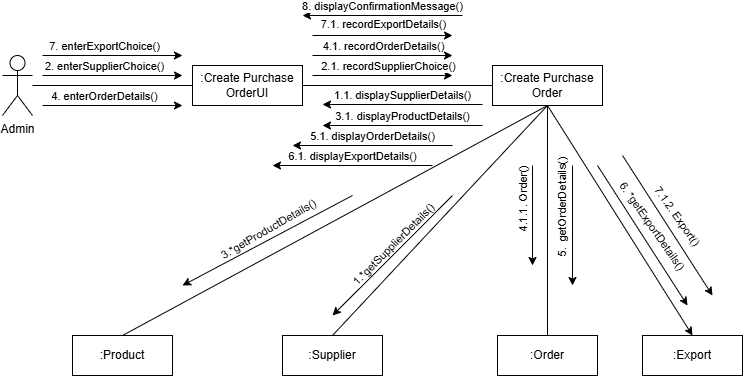 8. displayConfirmationMessage()
7.1. recordExportDetails()
7. enterExportChoice()
4.1. recordOrderDetails()
2. enterSupplierChoice()
2.1. recordSupplierChoice()
:Create Purchase
OrderUI
:Create Purchase
Order
4. enterOrderDetails()
1.1. displaySupplierDetails()
Admin
3.1. displayProductDetails()
5.1. displayOrderDetails()
6.1. displayExportDetails()
3.*getProductDetails()
1.*getSupplierDetails()
4.1.1. Order()
5. getOrderDetails()
6. *getExportDetails()
7.1.2. Export()
:Product
:Supplier
:Order
:Export